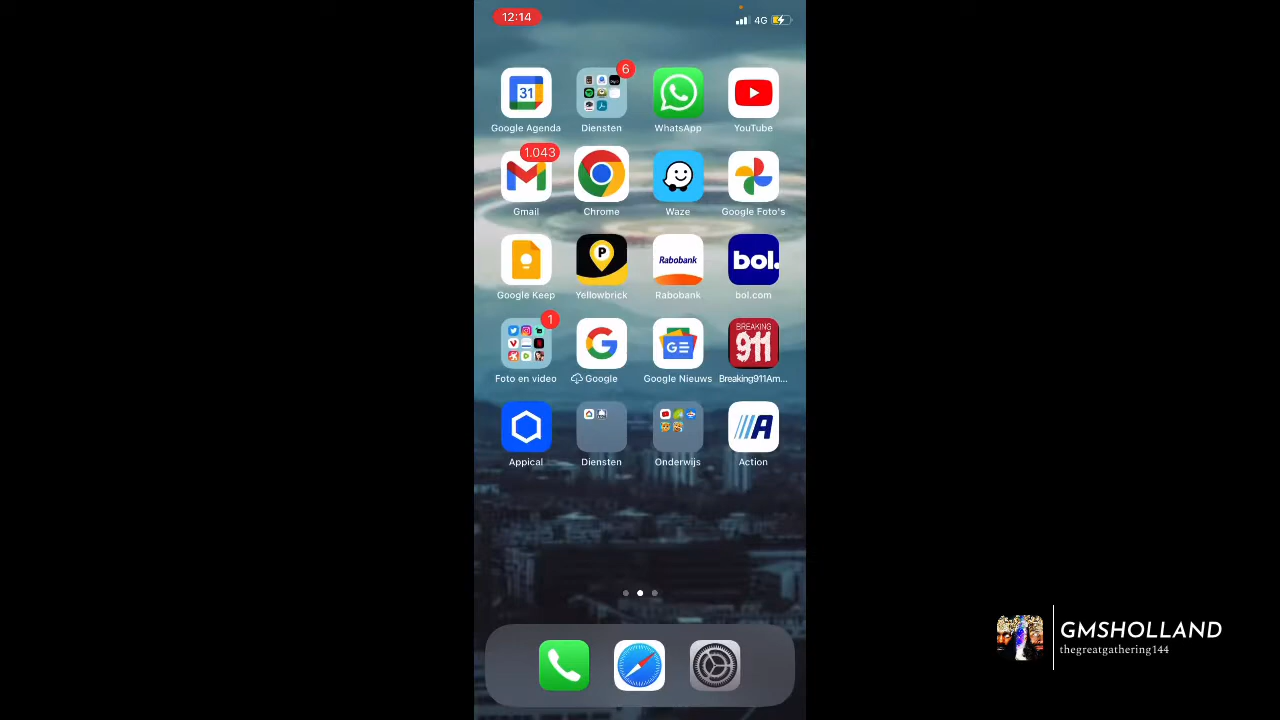 12:14
4G
31
6
Google Agenda
Diensten
WhatsApp
YouTube
1.043
Gmail
Chrome
Waze
Google Foto's
P
Rabobank
bol.
Google Keep
Yellowbrick
Rabobank
bol.com
1
G
GE
BREAKING
911
Foto en video
Google
Google Nieuws
Breaking911Am...
A
Appical
Diensten
Onderwijs
Action
GMSHOLLAND
thegreatgathering144